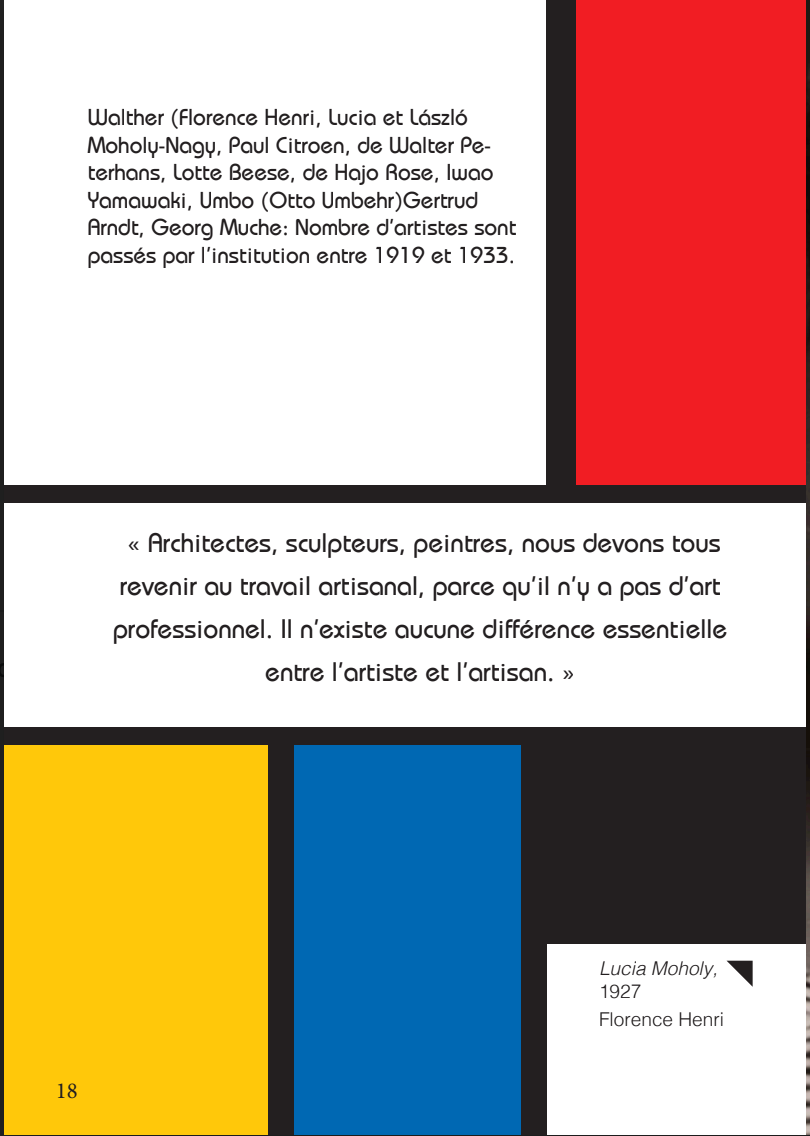 Walther (Florence Henri, Lucia et László
Moholy-Nagy, Paul Citroen, de Walter Pe-
terhans, Lotte Beese, de Hajo Rose, Iwao
Yamawaki, Umbo (Otto Umbehr)Gertrud
Arndt, Georg Muche: Nombre d'artistes sont
passés par l'institution entre 1919 et 1933.
« Architectes, sculpteurs, peintres, nous devons tous
revenir au travail artisanal, parce qu'il n'y a pas d'art
professionnel. Il n'existe aucune différence essentielle
entre l'artiste et l'artisan. »
Lucia Moholy,
1927
Florence Henri
18